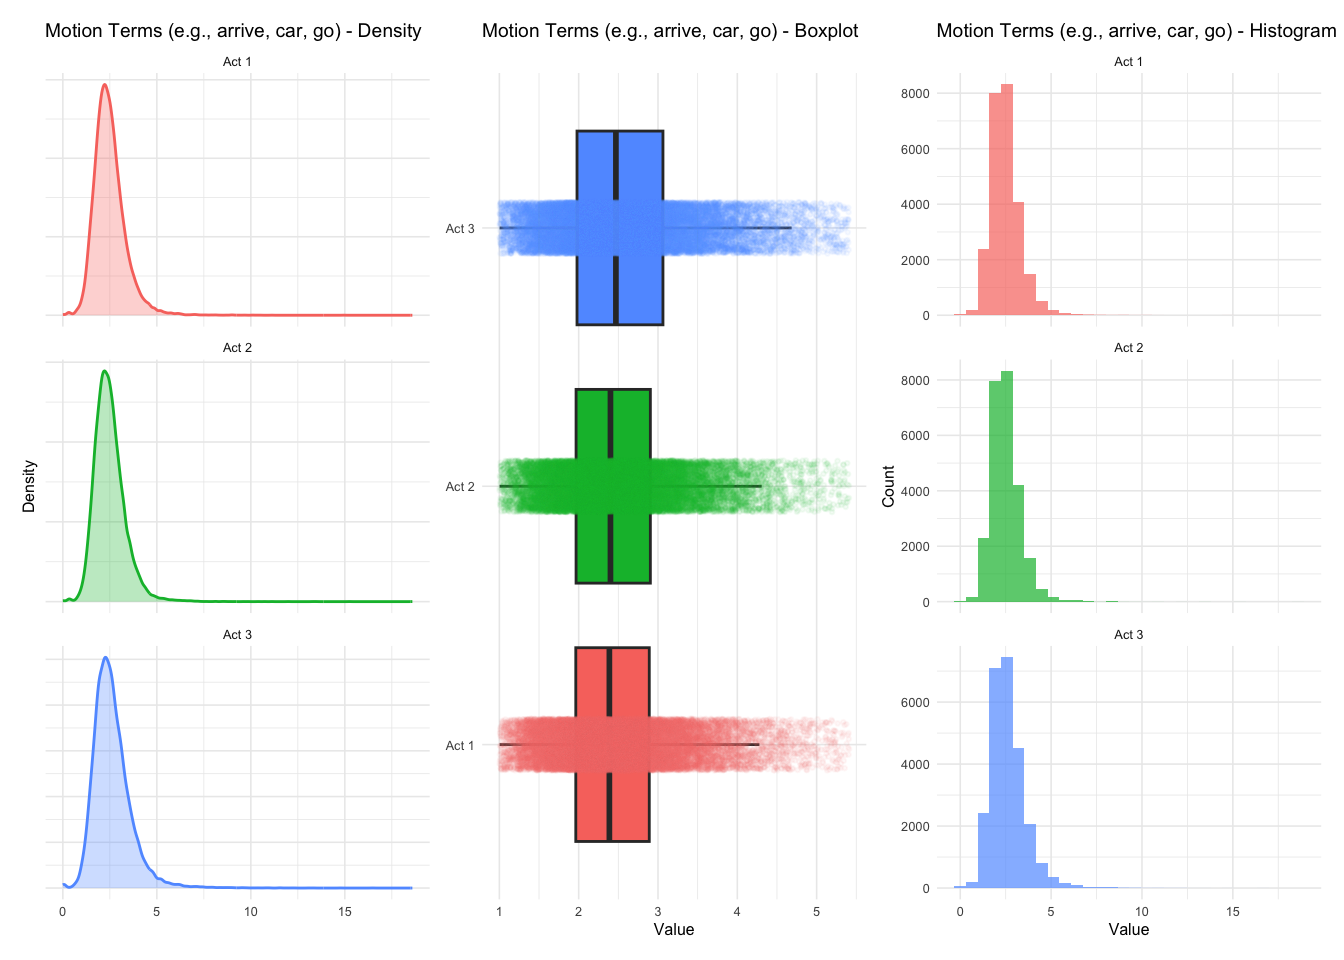 Motion Terms (e.g., arrive, car, go) - Density
Act 1
Act 2
Act 3
Density
0 5 10 15
Motion Terms (e.g., arrive, car, go) - Boxplot
Act 3
Act 2
Act 1
1 2 3 4 5
Value
Motion Terms (e.g., arrive, car, go) - Histogram
Act 1
8000
6000
4000
2000
0
Act 2
8000
6000
4000
2000
0
Act 3
6000
4000
2000
0
Count
0 5 10 15
Value